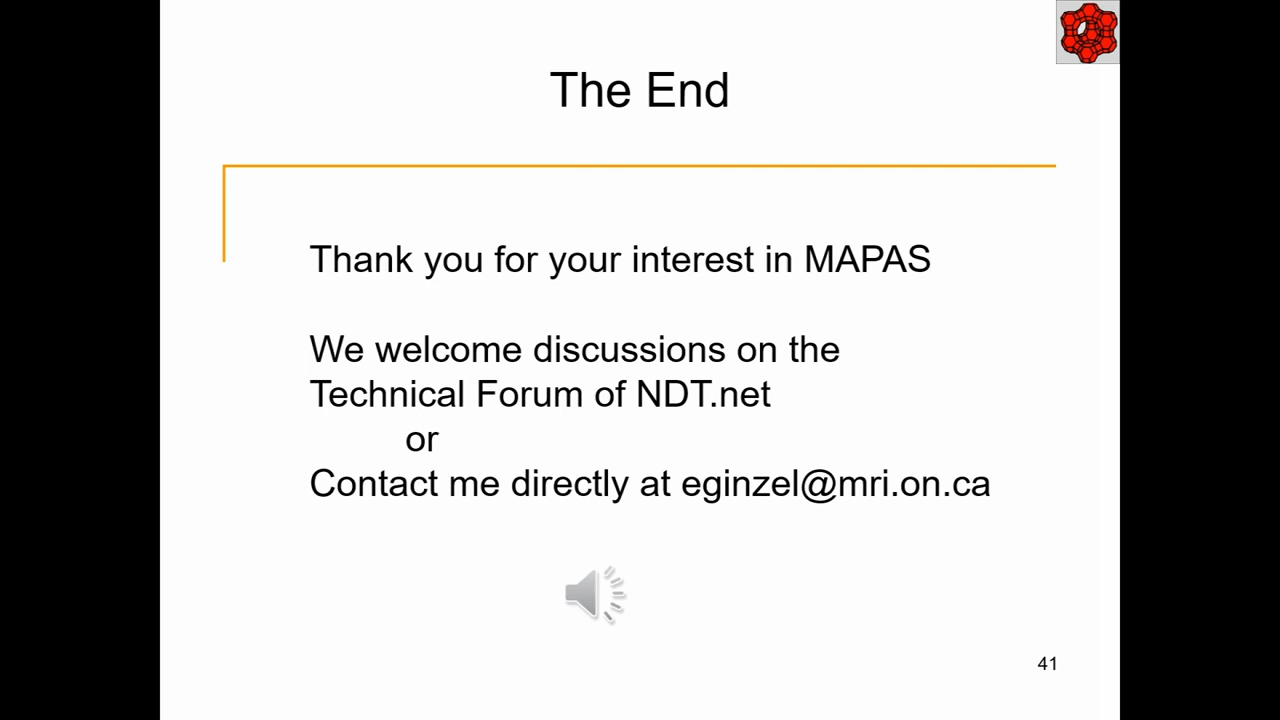 The End
Thank you for your interest in MAPAS
We welcome discussions on the
Technical Forum of NDT.net
or
Contact me directly at eginzel@mri.on.ca
41